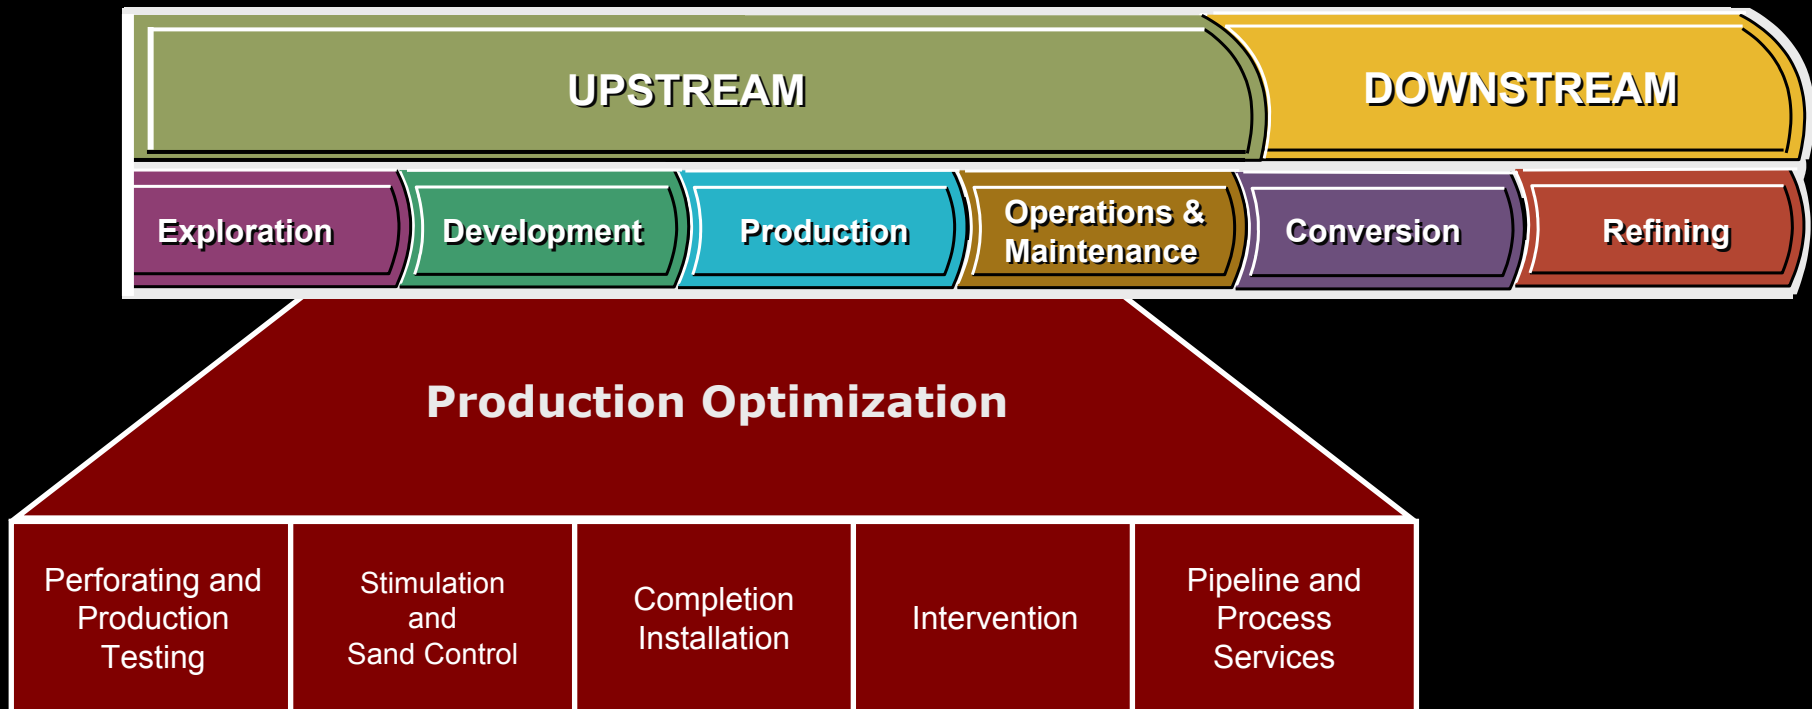 UPSTREAM
DOWNSTREAM
Exploration
Development
Production
Operations &
Maintenance
Conversion
Refining
Production Optimization
Perforating and
Production
Testing
Stimulation
and
Sand Control
Completion
Installation
Intervention
Pipeline and
Process
Services